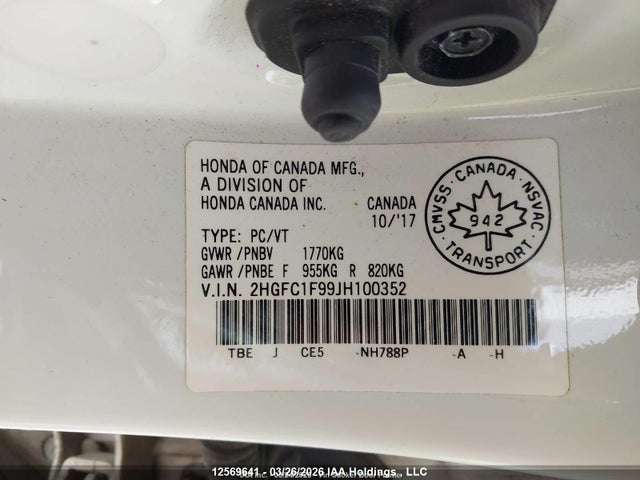 HONDA OF CANADA MFG.,
A DIVISION OF
HONDA CANADA INC. CANADA
10/'17
TYPE: PC/VT
GVWR /PNBV 1770KG
GAWR /PNBE F 955KG R 820KG
V.I.N. 2HGFC1F99JH100352
TBE J CE5 -NH788P -A -H
CMVSS · CANADA · NSVAC
942
TRANSPORT
12569641 - 03/26/2026 IAA Holdings, LLC